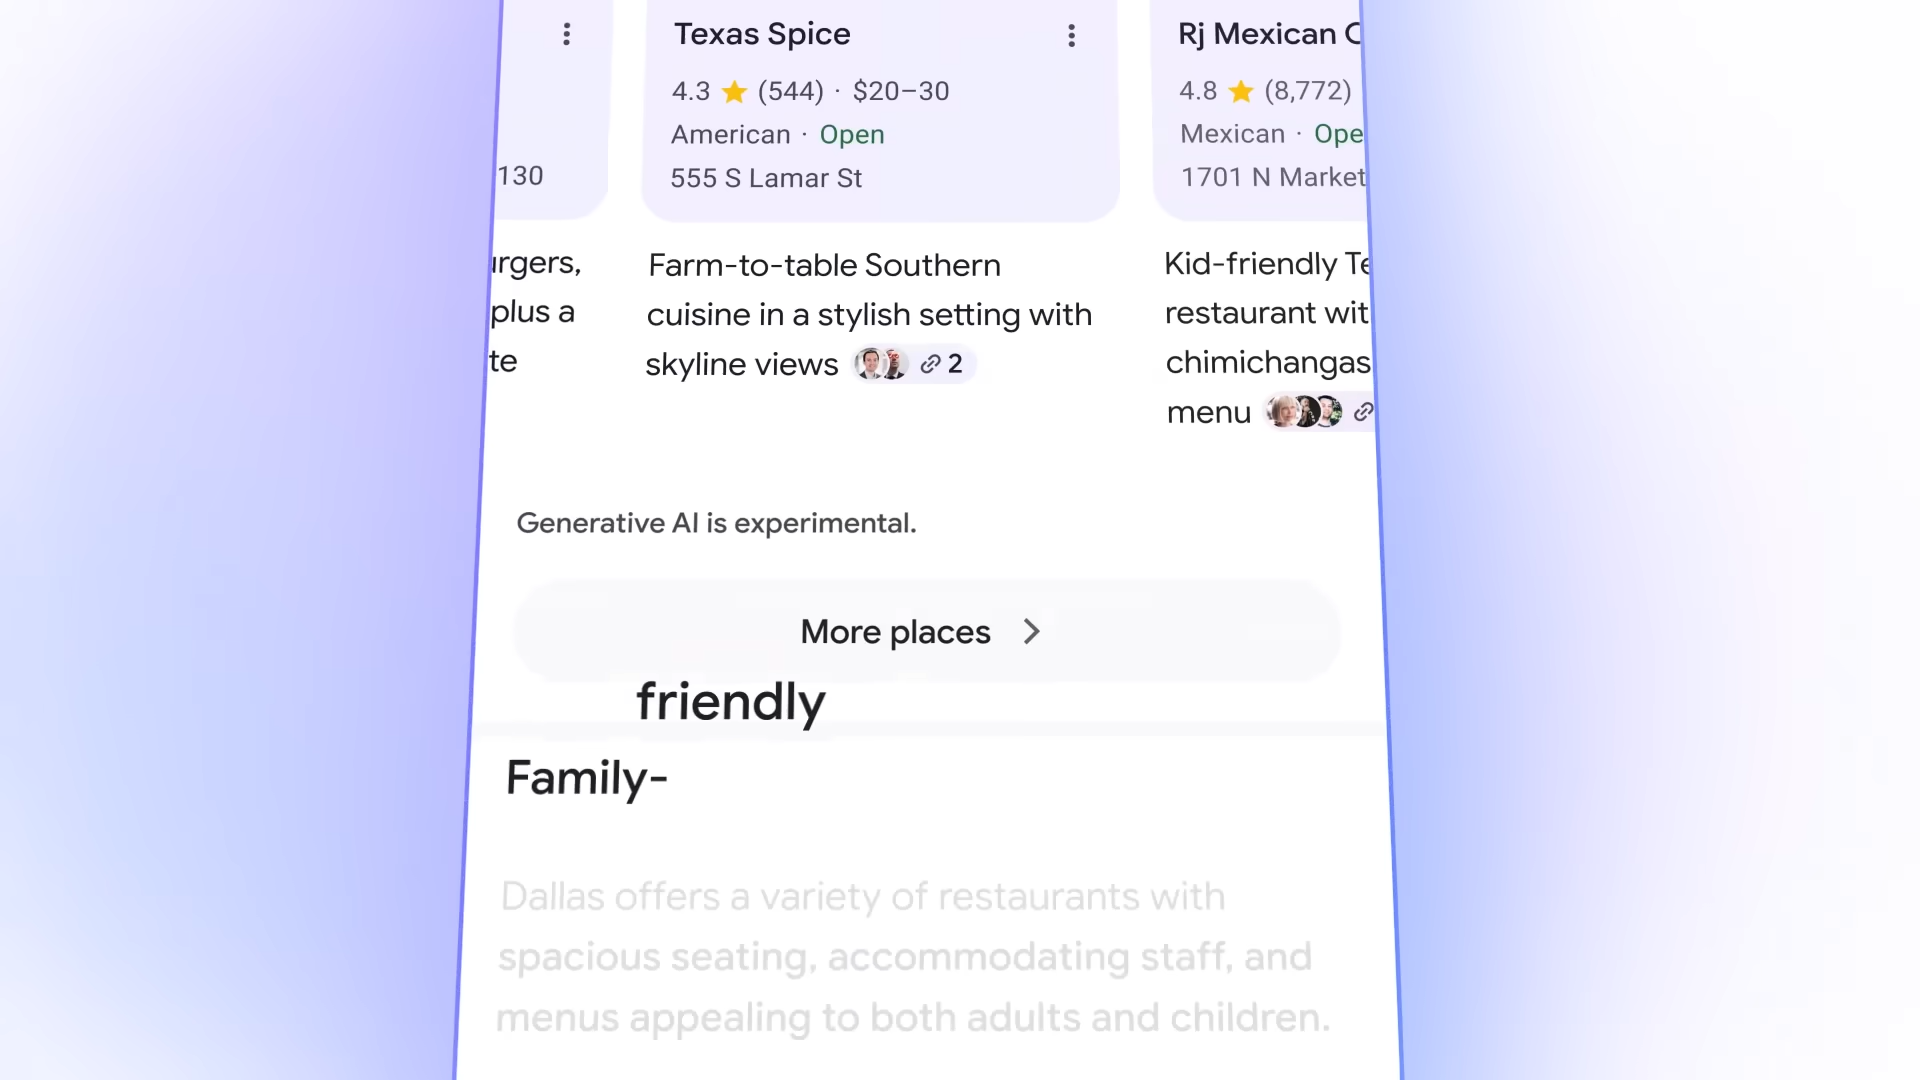 130
urgers,
plus a
te
Texas Spice
4.3 ★ (544) · $20–30
American · Open
555 S Lamar St
Farm-to-table Southern
cuisine in a stylish setting with
skyline views 2
Rj Mexican
4.8 ★ (8,772)
Mexican · Ope
1701 N Market
Kid-friendly Te
restaurant wit
chimichangas
menu
Generative AI is experimental.
More places
friendly
Family-
Dallas offers a variety of restaurants with
spacious seating, accommodating staff, and
menus appealing to both adults and children.